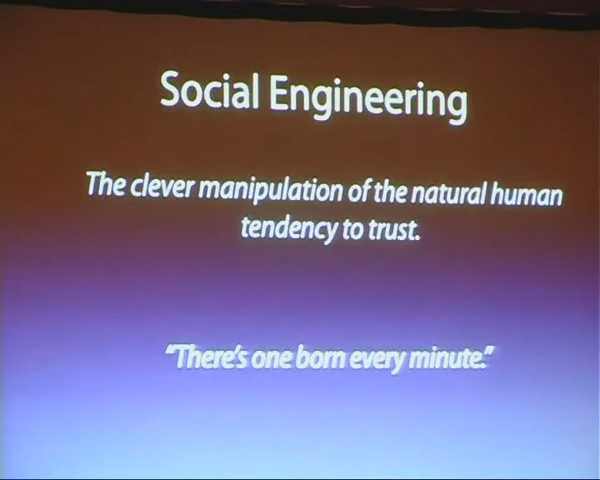 Social Engineering
The clever manipulation of the natural human
tendency to trust.
“There's one born every minute.”